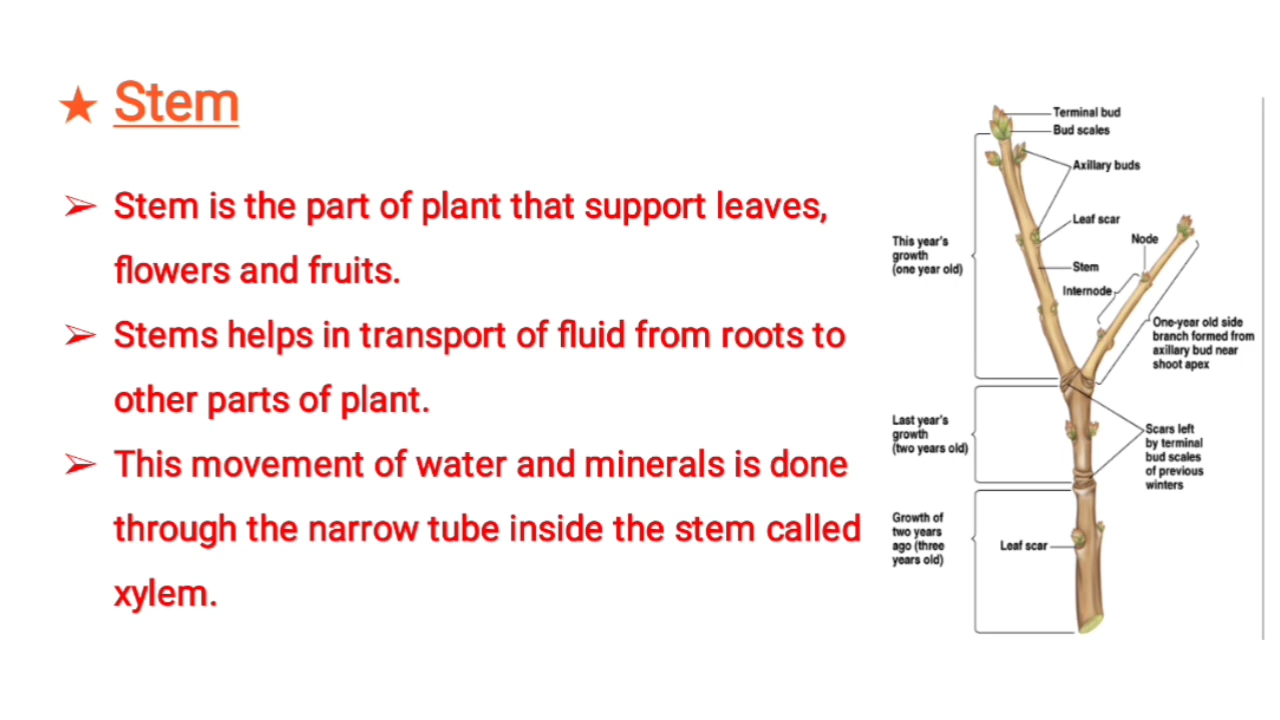 ★ Stem
➢ Stem is the part of plant that support leaves,
flowers and fruits.
➢ Stems helps in transport of fluid from roots to
other parts of plant.
➢ This movement of water and minerals is done
through the narrow tube inside the stem called
xylem.
Terminal bud
Bud scales
Axillary buds
Leaf scar
Node
This year's
growth
(one year old)
Stem
Internode
One-year old side
branch formed from
axillary bud near
shoot apex
Last year's
growth
(two years old)
Scars left
by terminal
bud scales
of previous
winters
Growth of
two years
ago (three
years old)
Leaf scar